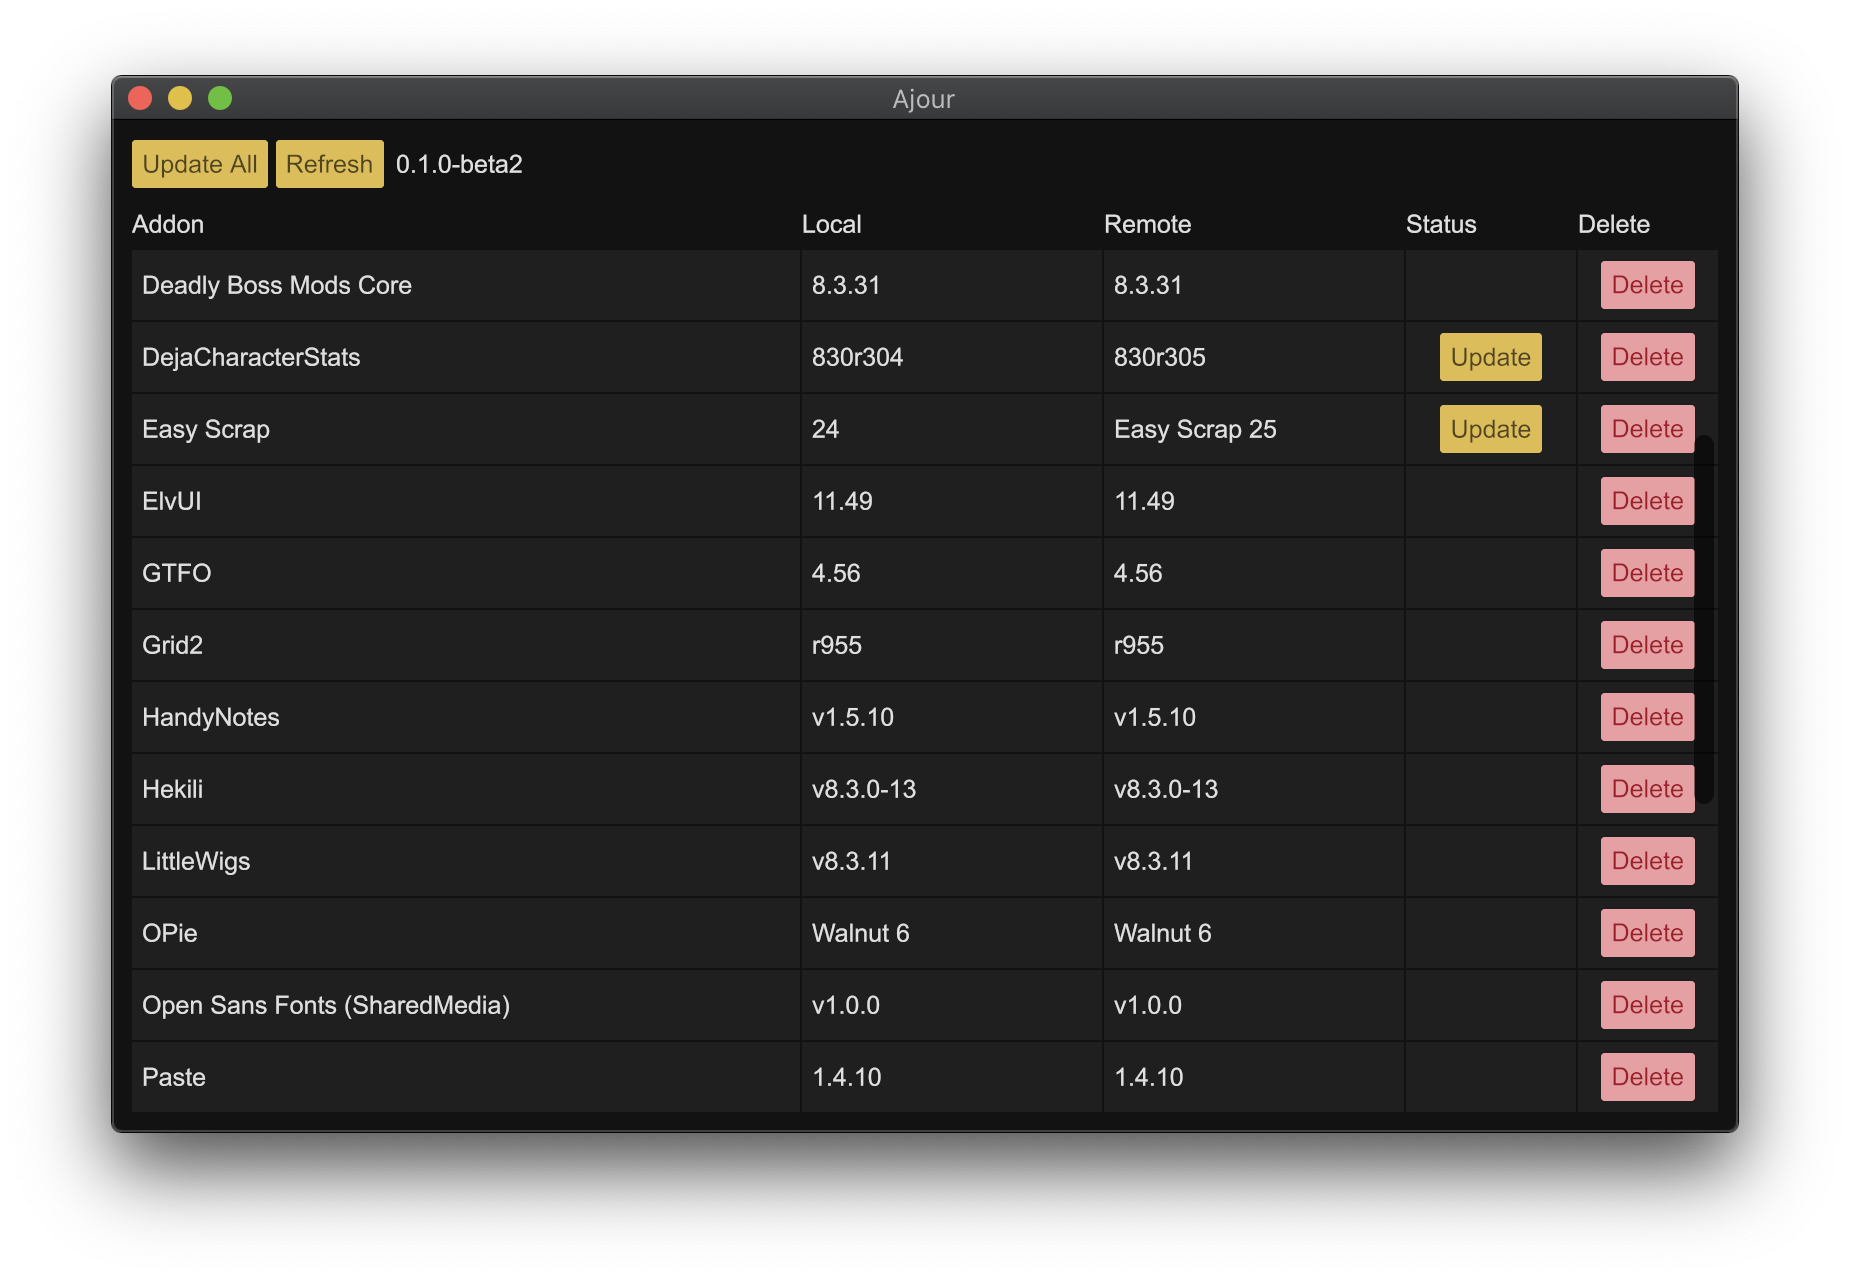 Ajour
Update All Refresh 0.1.0-beta2
Addon Local Remote Status Delete
Deadly Boss Mods Core 8.3.31 8.3.31 Delete
DejaCharacterStats 830r304 830r305 Update Delete
Easy Scrap 24 Easy Scrap 25 Update Delete
ElvUI 11.49 11.49 Delete
GTFO 4.56 4.56 Delete
Grid2 r955 r955 Delete
HandyNotes v1.5.10 v1.5.10 Delete
Hekili v8.3.0-13 v8.3.0-13 Delete
LittleWigs v8.3.11 v8.3.11 Delete
OPie Walnut 6 Walnut 6 Delete
Open Sans Fonts (SharedMedia) v1.0.0 v1.0.0 Delete
Paste 1.4.10 1.4.10 Delete